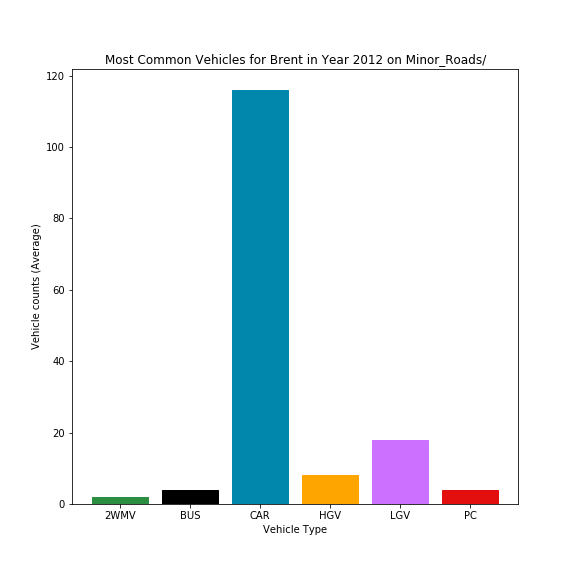 Most Common Vehicles for Brent in Year 2012 on Minor_Roads/
120
100
80
60
40
20
0
Vehicle counts (Average)
2WMV BUS CAR HGV LGV PC
Vehicle Type